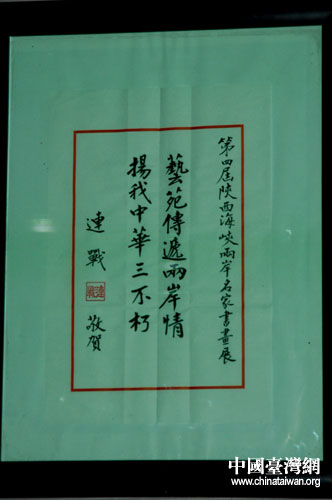 第四屆陝西海峽兩岸名家書畫展
藝苑傳遞兩岸情
揚我中華三不朽
連戰
連戰
敬賀
中國臺灣網
www.chinataiwan.org